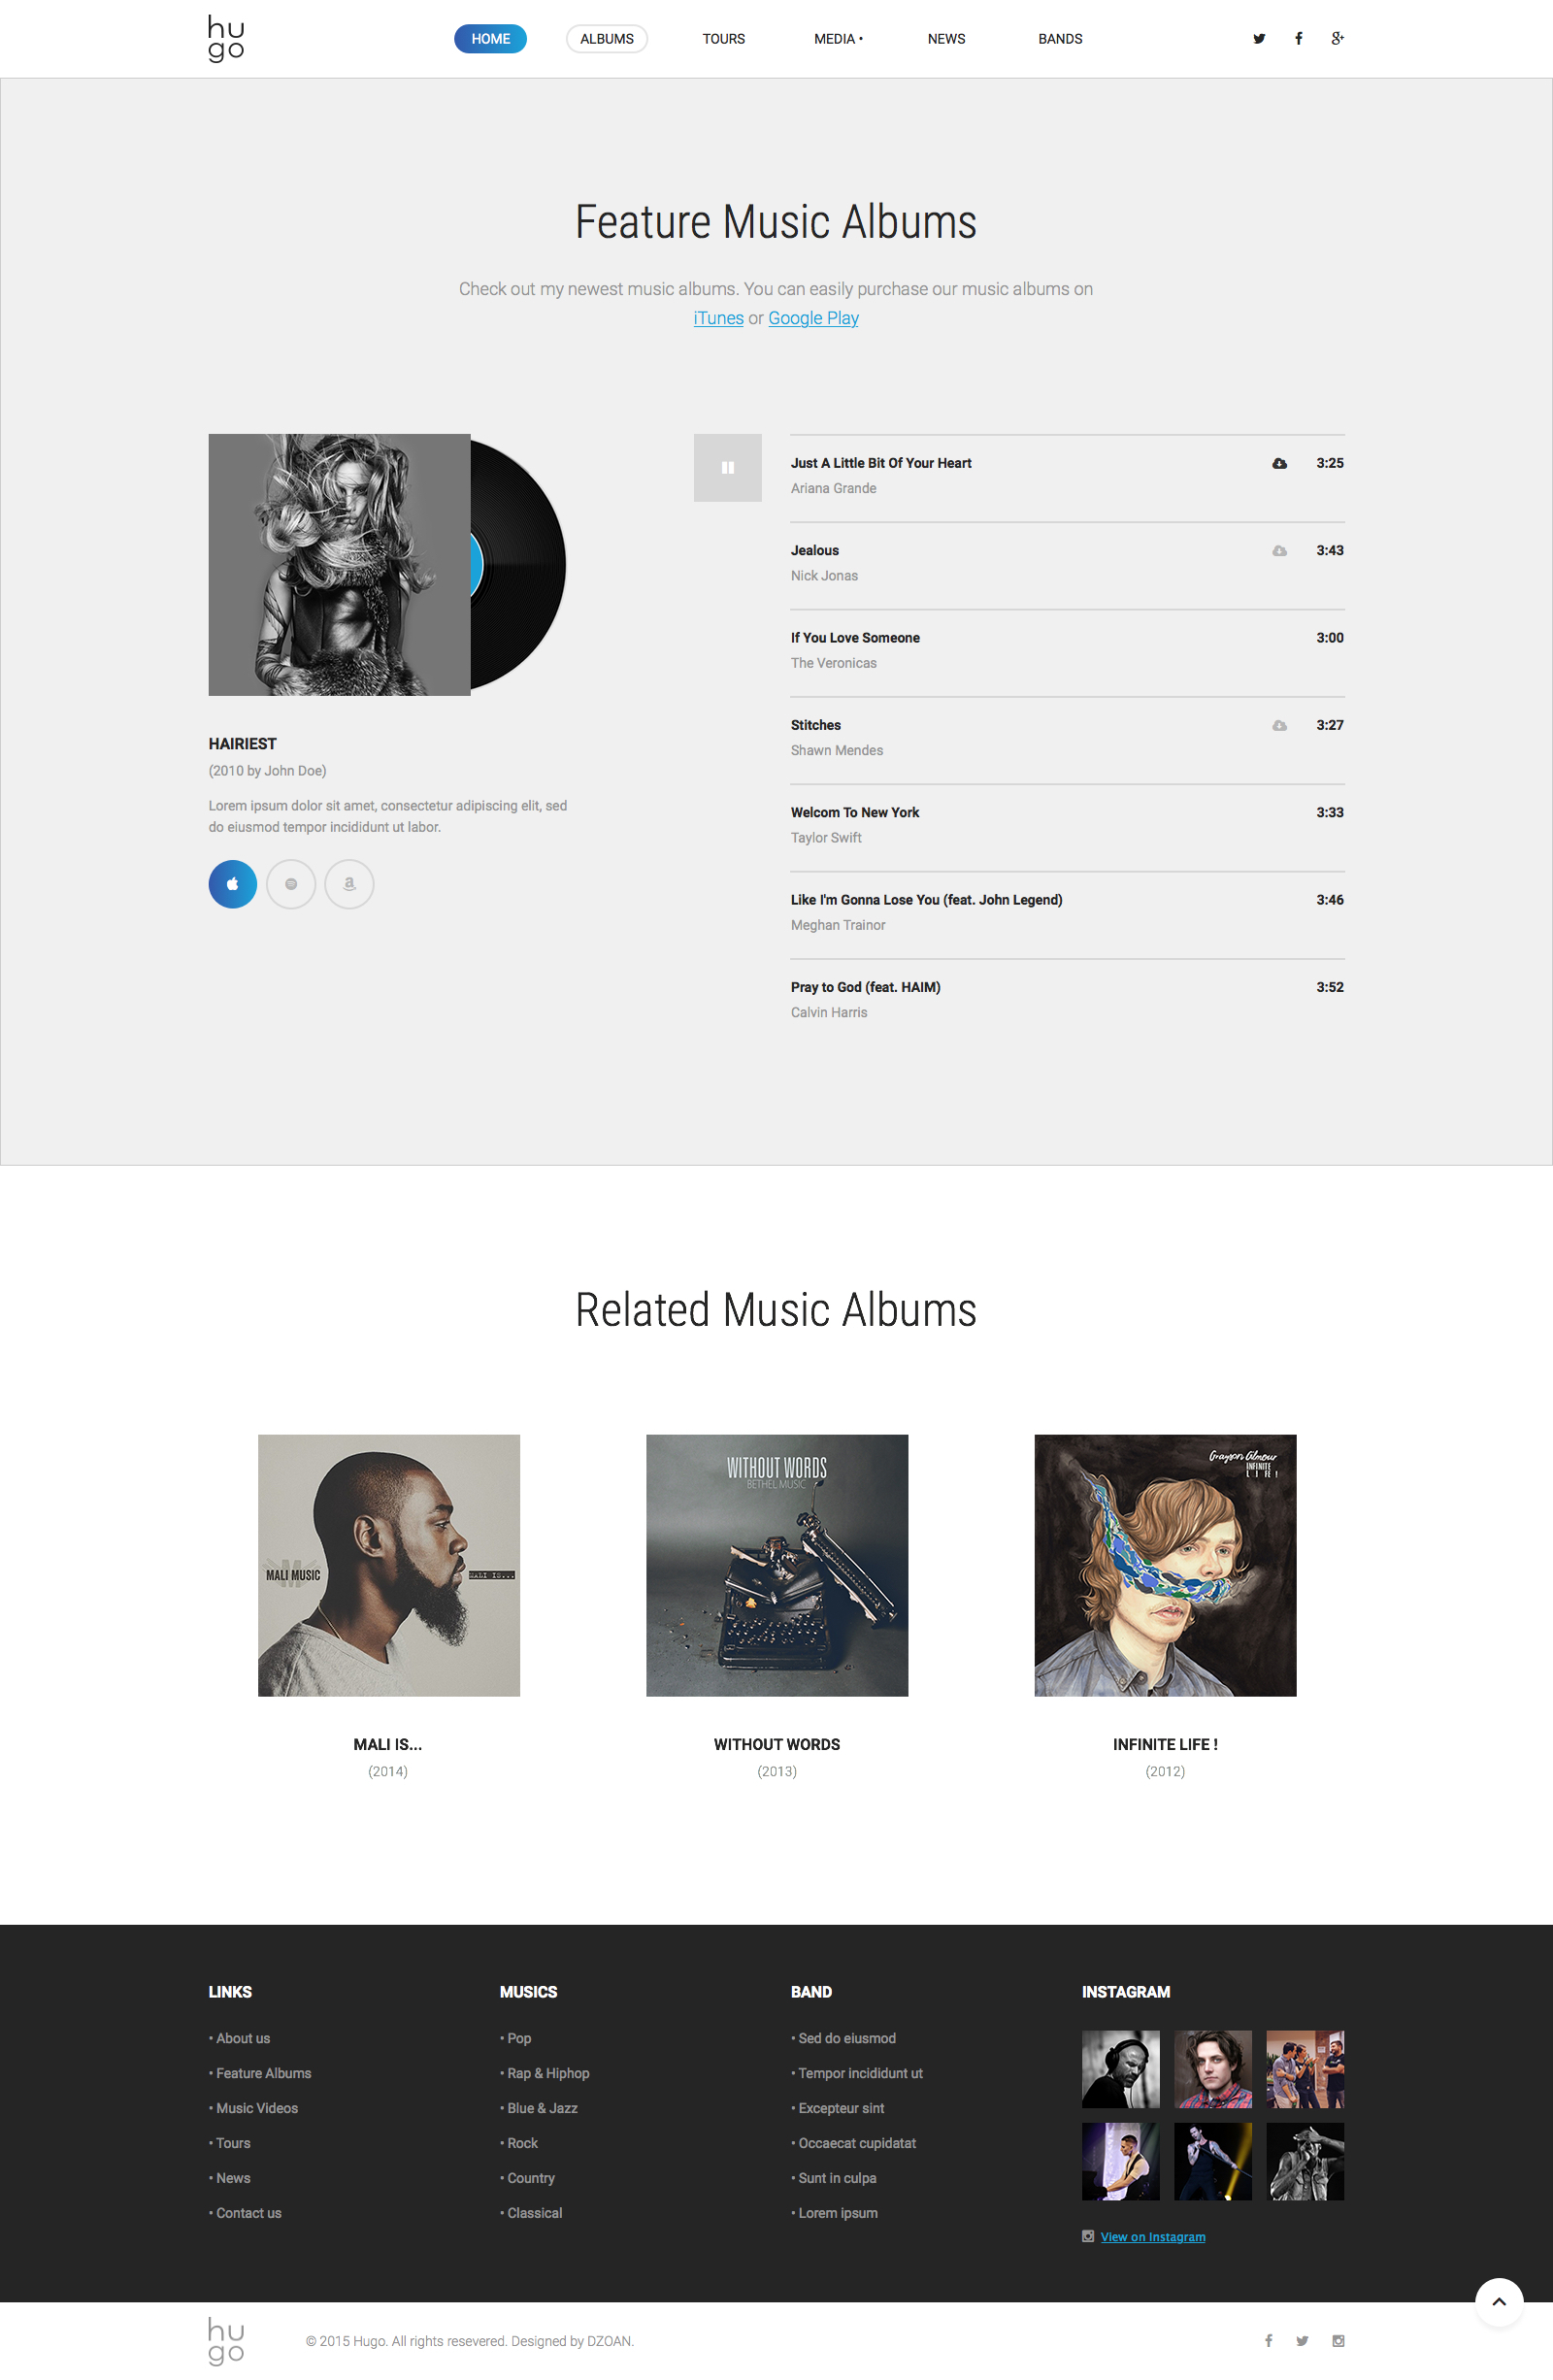 hu
go
HOME
ALBUMS
TOURS
MEDIA •
NEWS
BANDS
Feature Music Albums
Check out my newest music albums. You can easily purchase our music albums on
iTunes or Google Play
Just A Little Bit Of Your Heart 3:25
Ariana Grande
Jealous 3:43
Nick Jonas
If You Love Someone 3:00
The Veronicas
Stitches 3:27
Shawn Mendes
Welcom To New York 3:33
Taylor Swift
Like I'm Gonna Lose You (feat. John Legend) 3:46
Meghan Trainor
Pray to God (feat. HAIM) 3:52
Calvin Harris
HAIRIEST
(2010 by John Doe)
Lorem ipsum dolor sit amet, consectetur adipiscing elit, sed
do eiusmod tempor incididunt ut labor.
Related Music Albums
MALI MUSIC
MALI IS...
WITHOUT WORDS
BETHEL MUSIC
Grayson Gilmour
INFINITE
LIFE!
MALI IS...
(2014)
WITHOUT WORDS
(2013)
INFINITE LIFE !
(2012)
LINKS
• About us
• Feature Albums
• Music Videos
• Tours
• News
• Contact us
MUSICS
• Pop
• Rap & Hiphop
• Blue & Jazz
• Rock
• Country
• Classical
BAND
• Sed do eiusmod
• Tempor incididunt ut
• Excepteur sint
• Occaecat cupidatat
• Sunt in culpa
• Lorem ipsum
INSTAGRAM
View on Instagram
hu
go
© 2015 Hugo. All rights resevered. Designed by DZOAN.